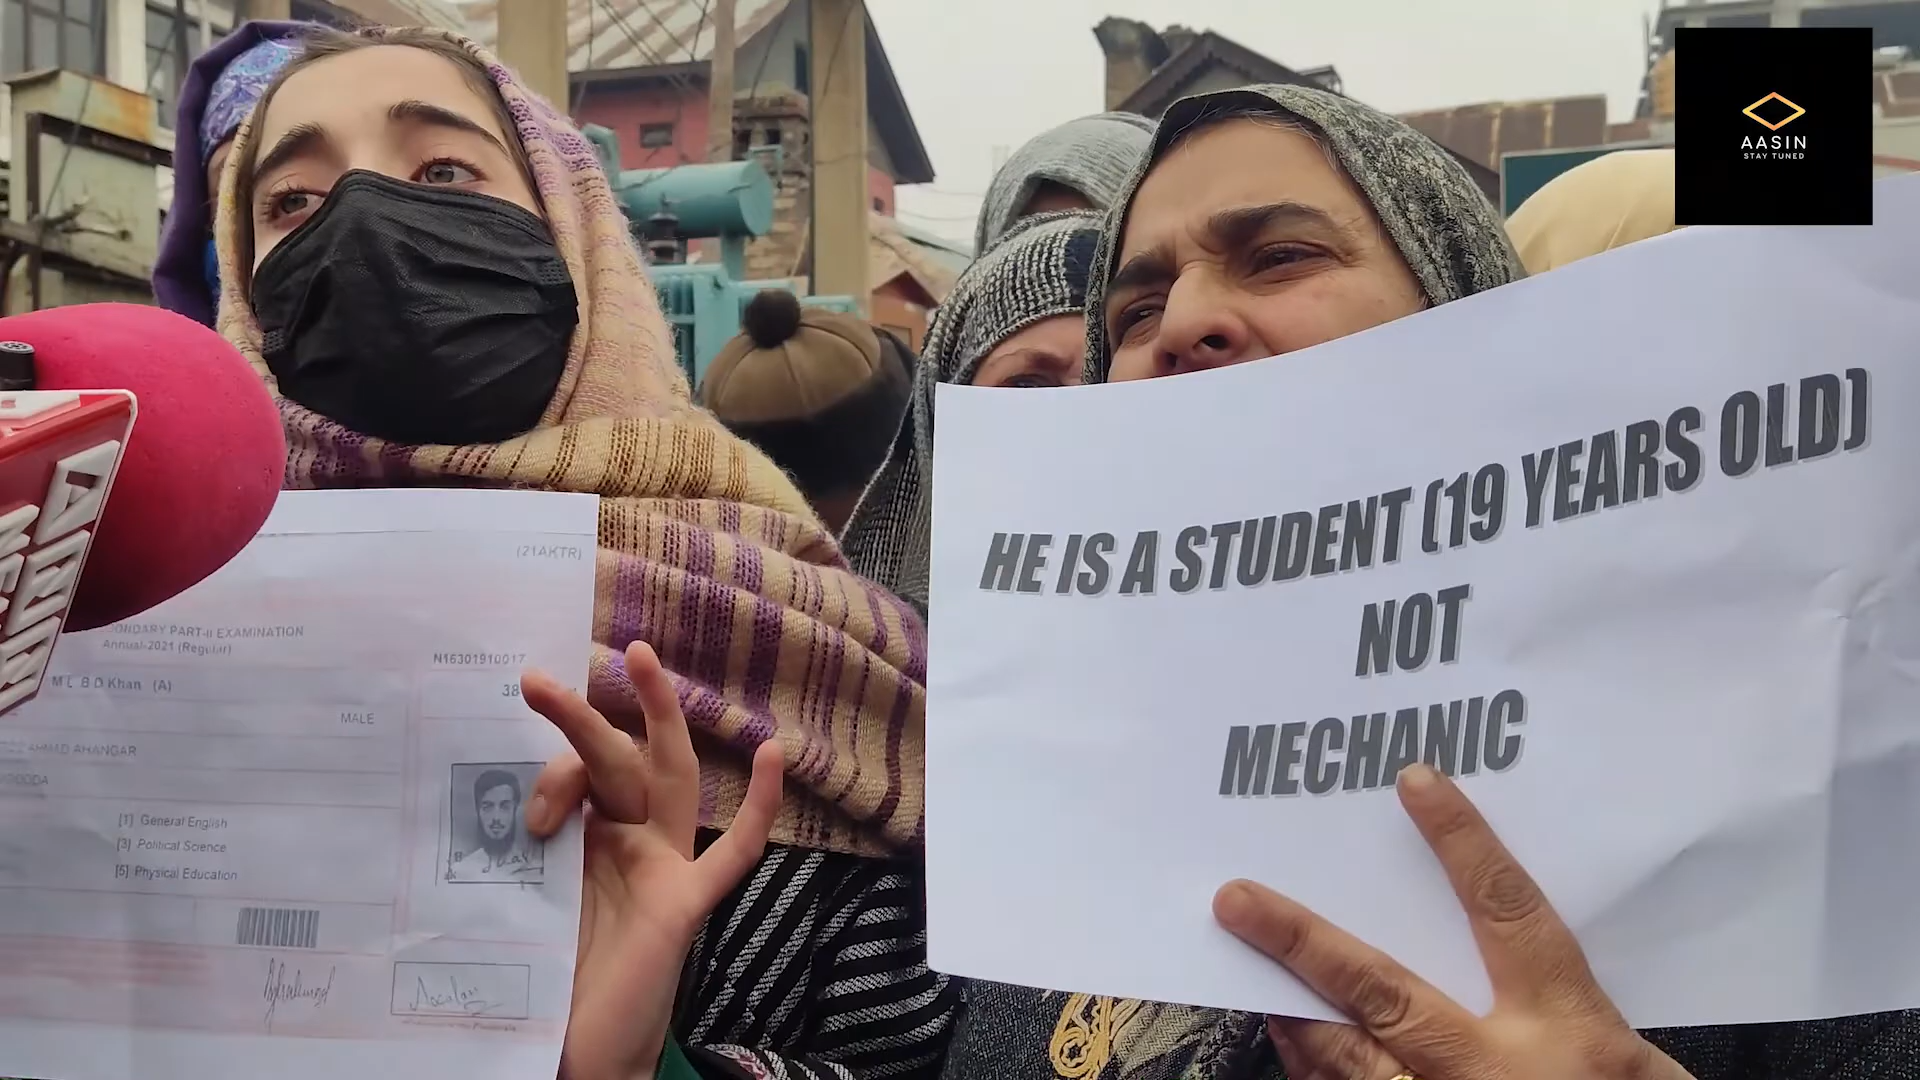 AASIN
STAY TUNED
HE IS A STUDENT (19 YEARS OLD)
NOT
MECHANIC
(21AKTR)
PART-II EXAMINATION
Annual-2021 (Regular)
N16301910017
M L B D Khan (A)
38
MALE
AHMAD AHANGAR
[1] General English
[3] Political Science
[5] Physical Education